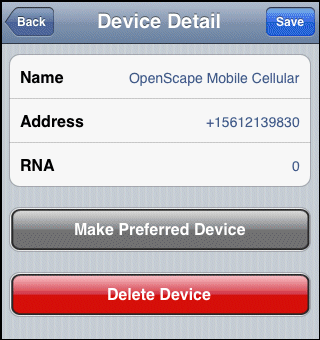 Back
Device Detail
Save
Name OpenScape Mobile Cellular
Address +15612139830
RNA 0
Make Preferred Device
Delete Device